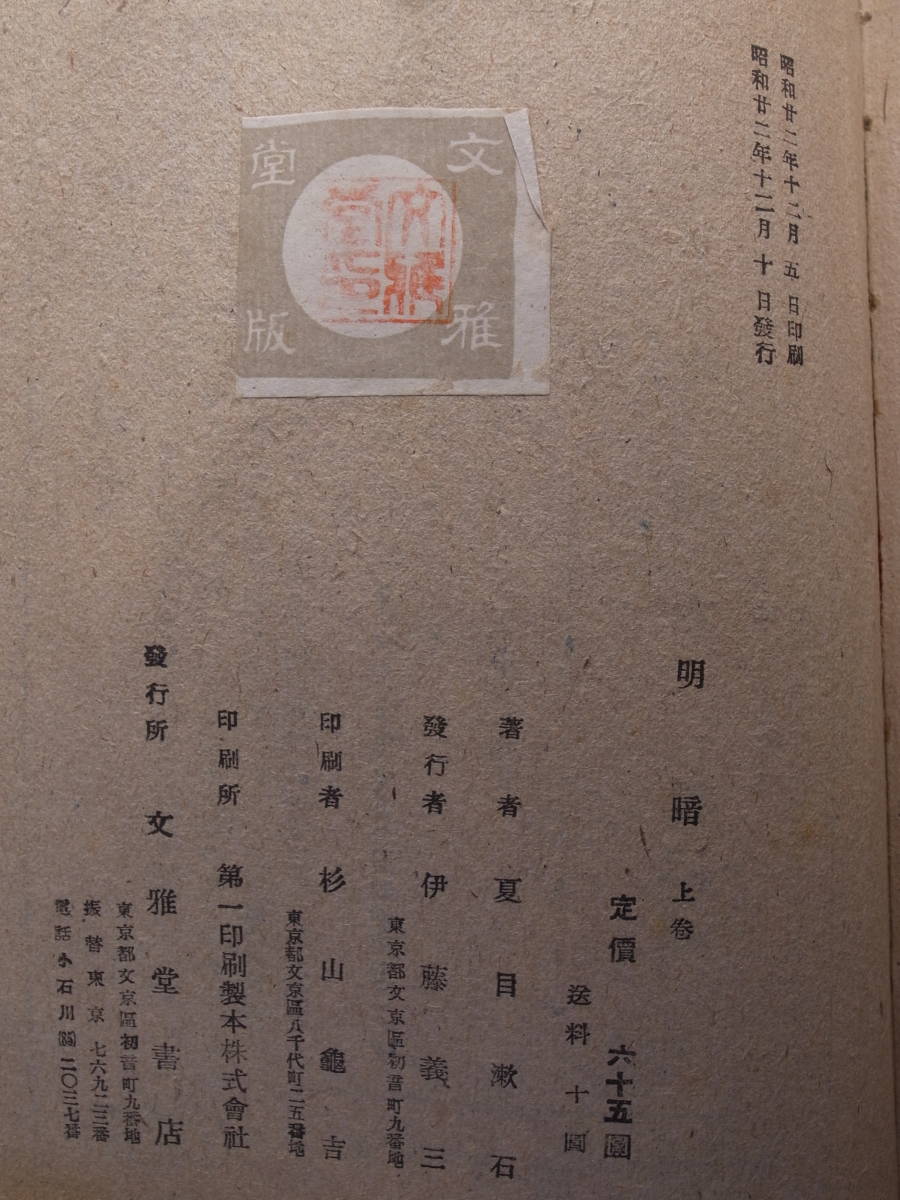 昭和廿二年十二月五日印刷
昭和廿二年十二月十日發行
文雅
堂版
文雅
堂印
明暗 上卷
定價 六十五圓
送料 十圓
著者 夏目漱石
發行者 伊藤義三
東京都文京區初音町九番地
印刷者 杉山龜吉
東京都文京區八千代町二五番地
印刷所 第一印刷製本株式會社
發行所 文雅堂書店
東京都文京區初音町九番地
振替東京七六九二三番
電話小石川(85)二〇三七番